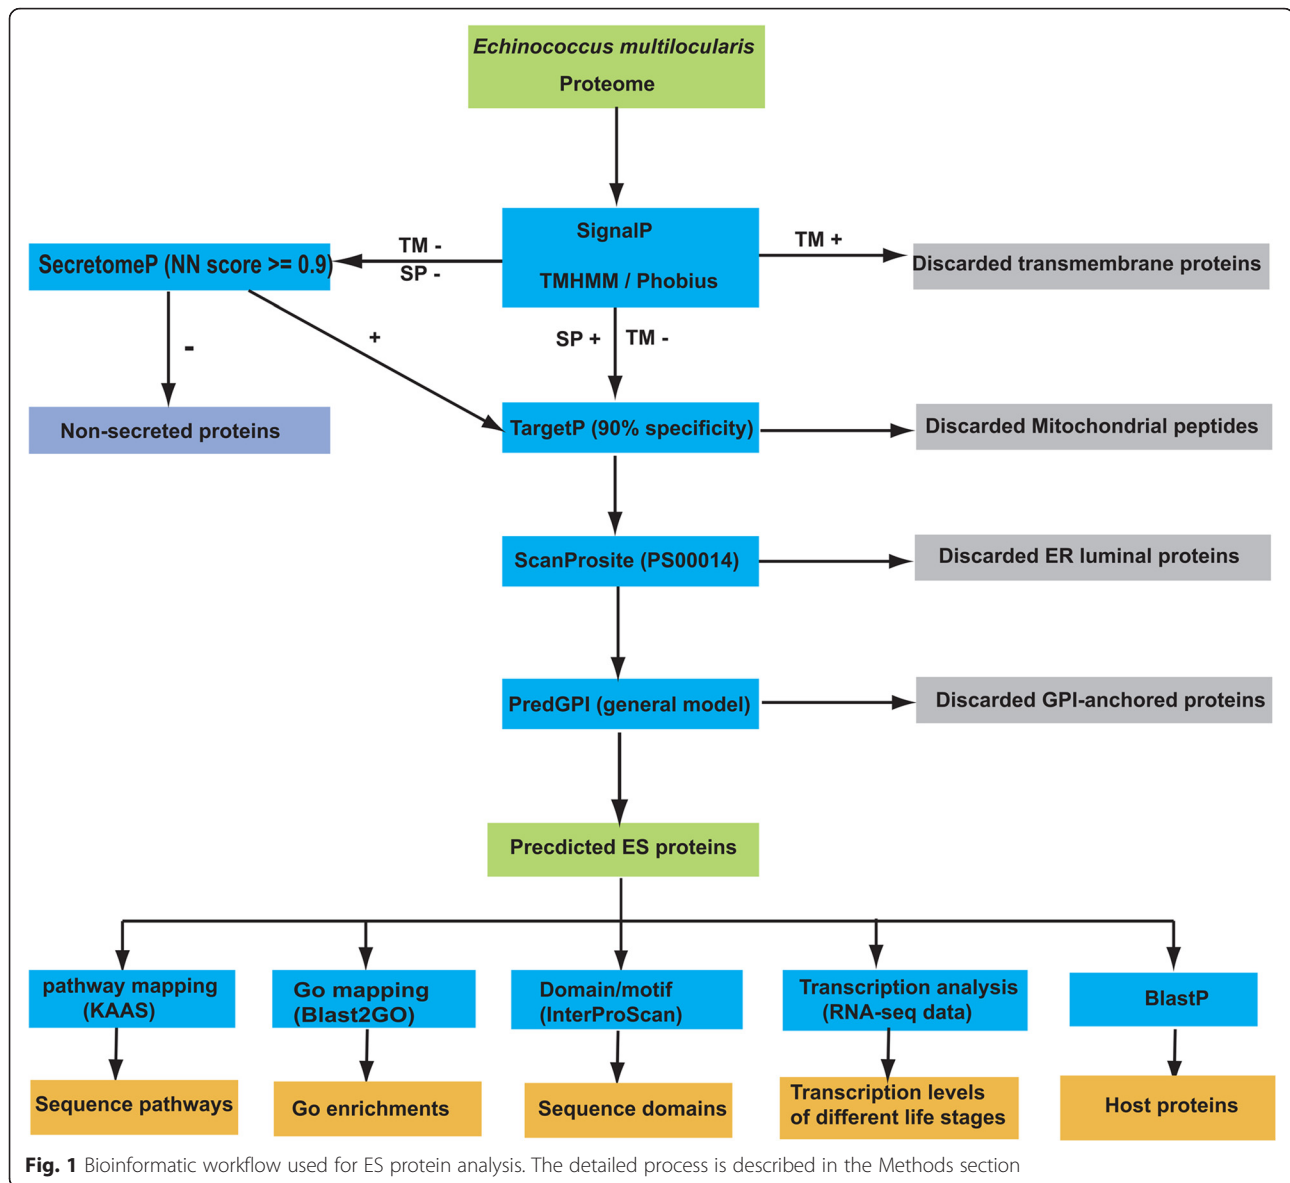 Echinococcus multilocularis
Proteome
SignalP
TMHMM / Phobius
TM -
SP -
TM +
SecretomeP (NN score >= 0.9)
Discarded transmembrane proteins
SP +
TM -
-
+
Non-secreted proteins
TargetP (90% specificity)
Discarded Mitochondrial peptides
ScanProsite (PS00014)
Discarded ER luminal proteins
PredGPI (general model)
Discarded GPI-anchored proteins
Precdicted ES proteins
pathway mapping
(KAAS)
Go mapping
(Blast2GO)
Domain/motif
(InterProScan)
Transcription analysis
(RNA-seq data)
BlastP
Sequence pathways
Go enrichments
Sequence domains
Transcription levels
of different life stages
Host proteins
Fig. 1 Bioinformatic workflow used for ES protein analysis. The detailed process is described in the Methods section